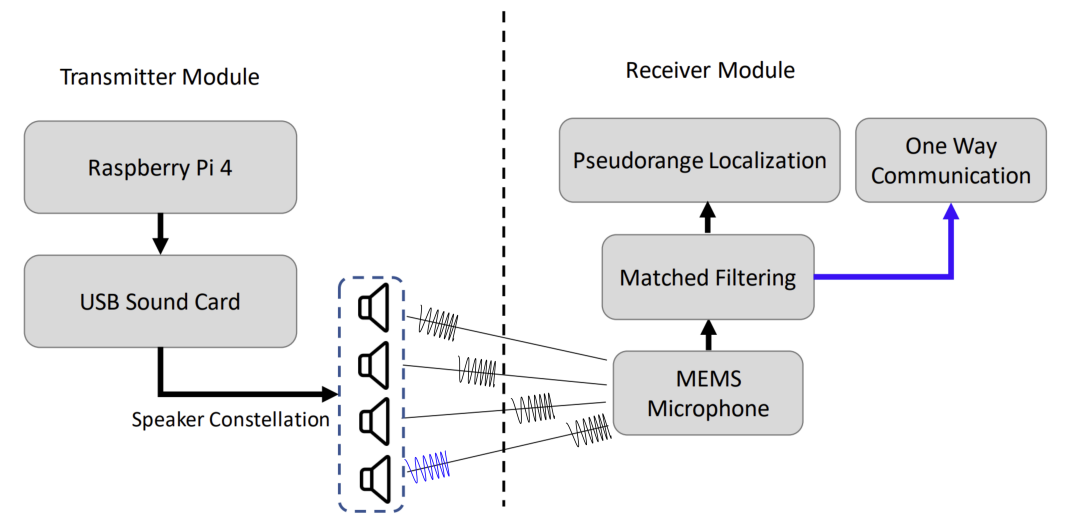 Transmitter Module
Raspberry Pi 4
USB Sound Card
Speaker Constellation
Receiver Module
Pseudorange Localization
One Way
Communication
Matched Filtering
MEMS
Microphone